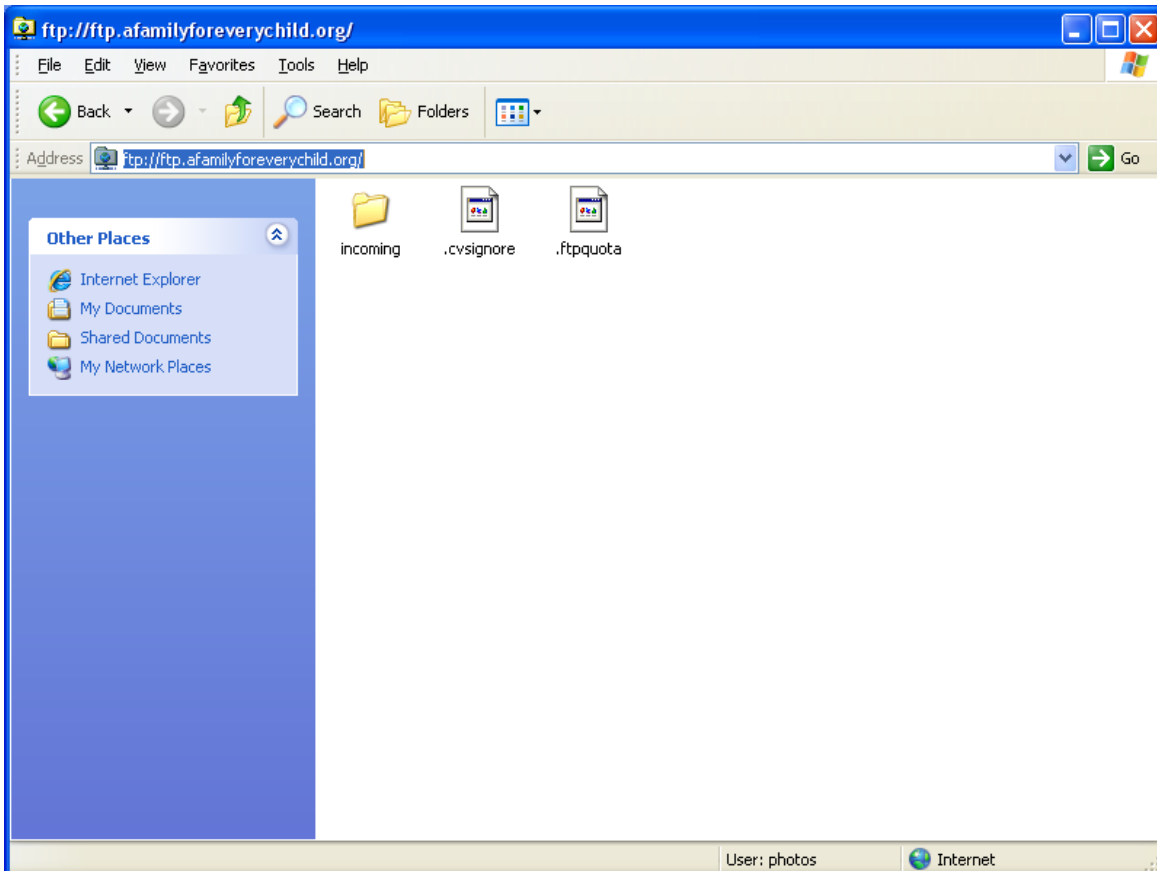 ftp://ftp.afamilyforeverychild.org/
File Edit View Favorites Tools Help
Back Search Folders
Address ftp://ftp.afamilyforeverychild.org/ Go
Other Places
Internet Explorer
My Documents
Shared Documents
My Network Places
incoming .cvsignore .ftpquota
User: photos Internet